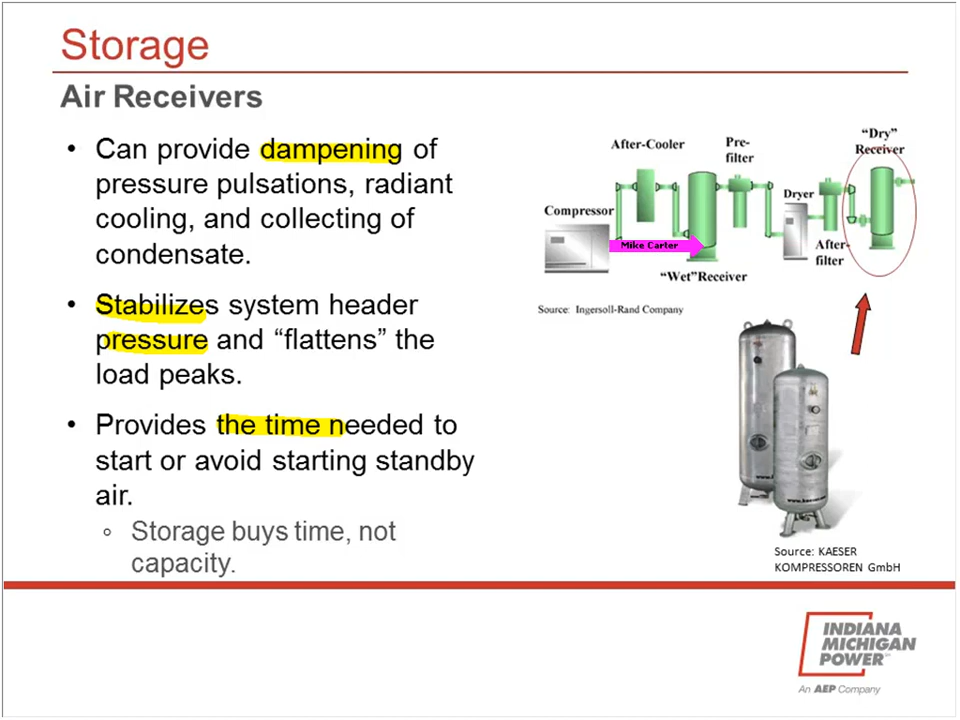 Storage
Air Receivers
• Can provide dampening of
pressure pulsations, radiant
cooling, and collecting of
condensate.
• Stabilizes system header
pressure and “flattens” the
load peaks.
• Provides the time needed to
start or avoid starting standby
air.
◦ Storage buys time, not
capacity.
“Dry”
Receiver
Pre-
filter
After-Cooler
Dryer
Compressor
Mike Carter
After-
filter
“Wet”Receiver
Source: Ingersoll-Rand Company
Source: KAESER
KOMPRESSOREN GmbH
INDIANA
MICHIGAN
POWER
An AEP Company